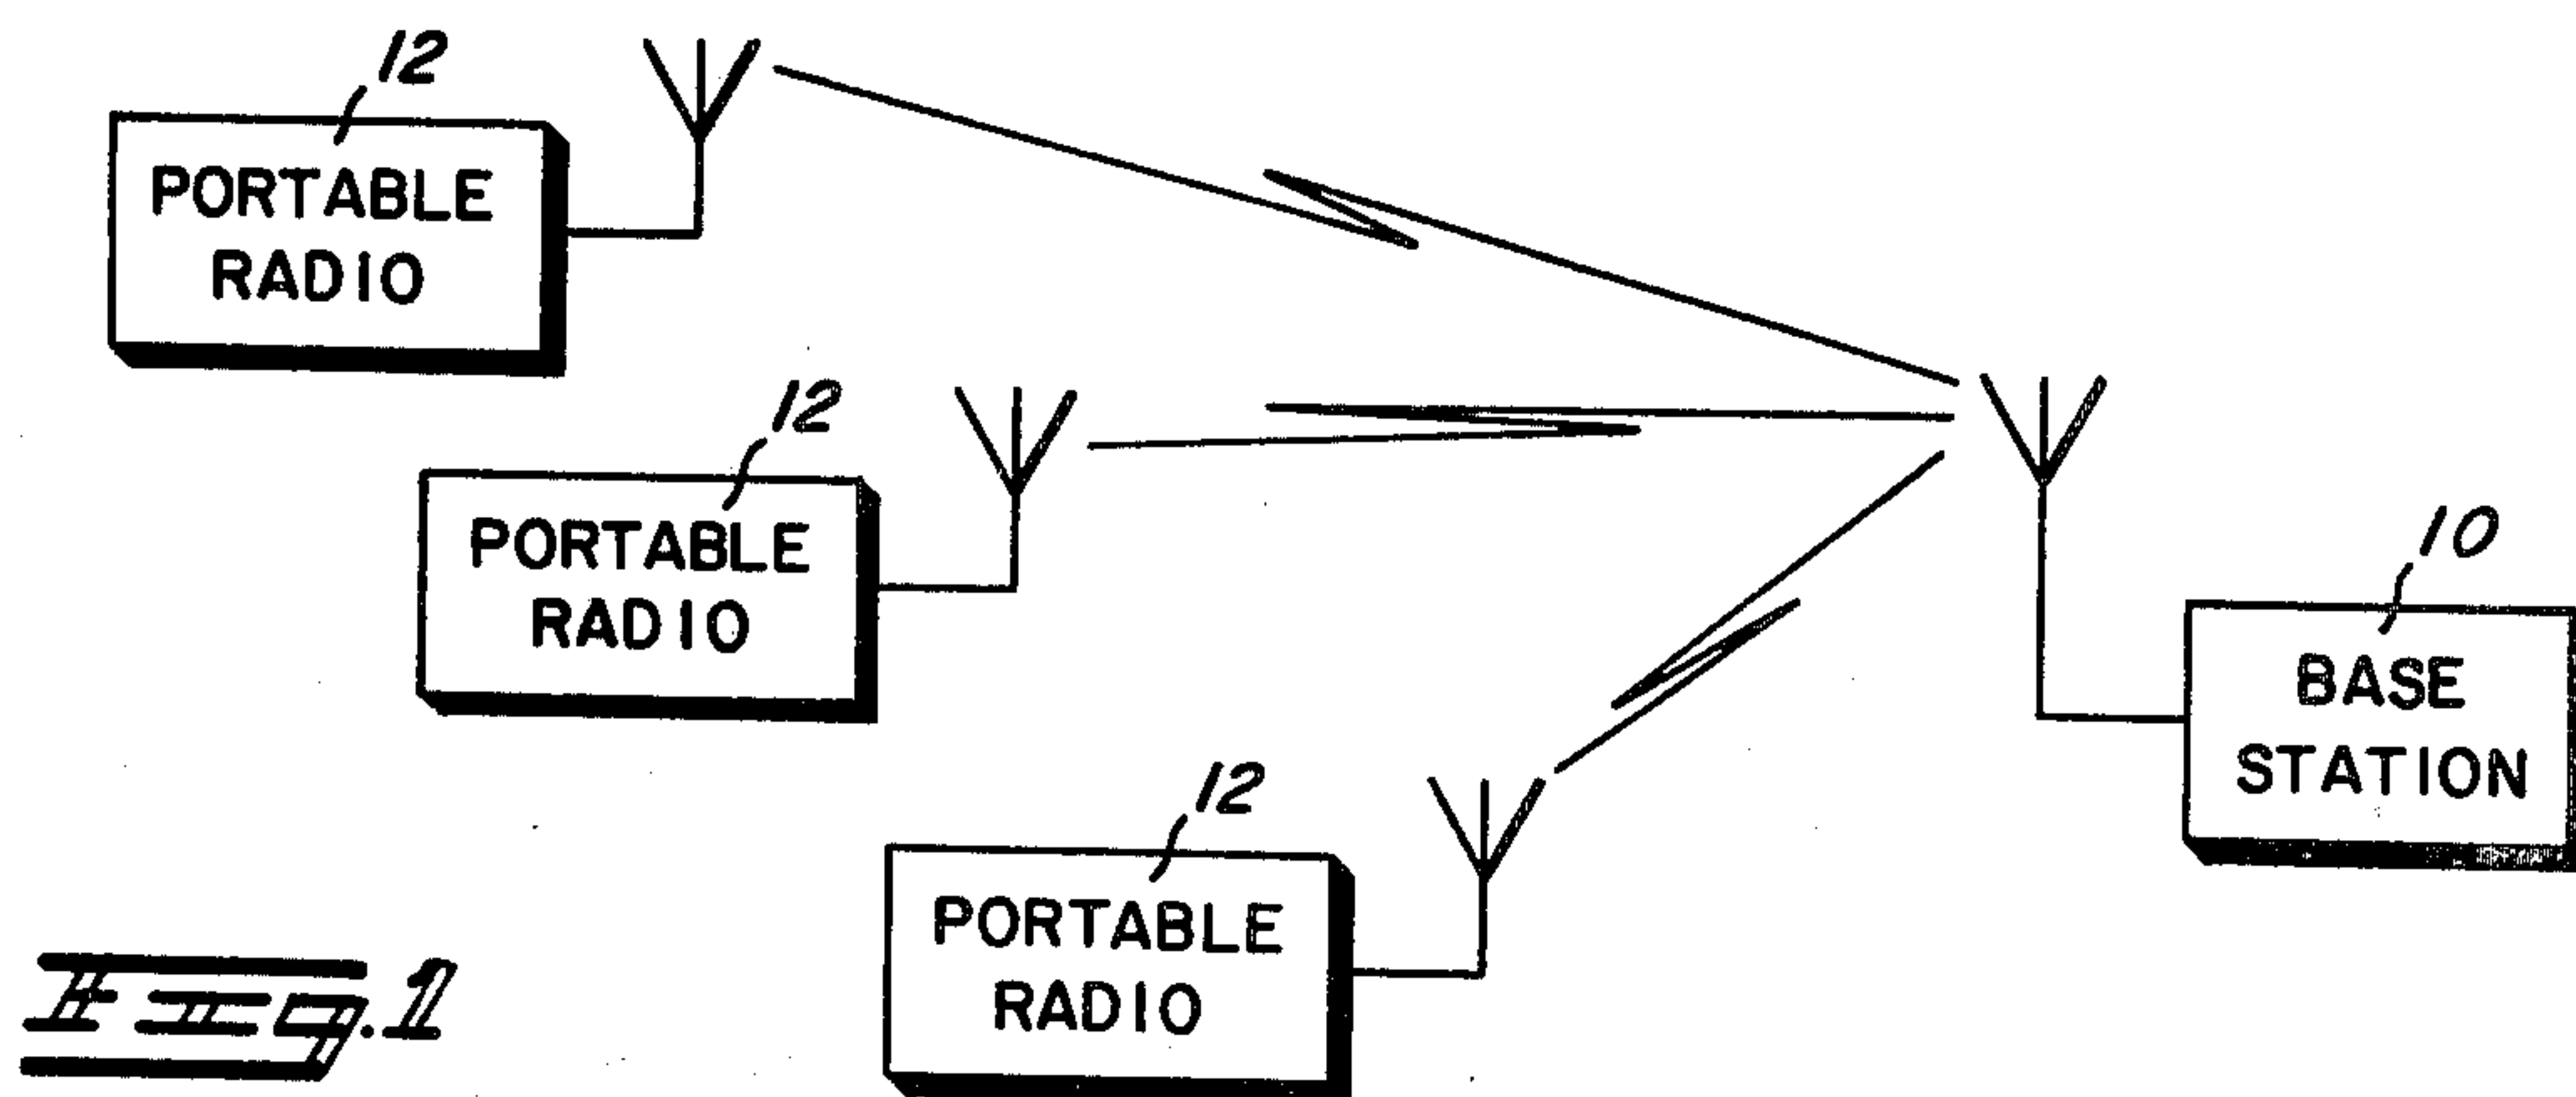 12
PORTABLE
RADIO
12
PORTABLE
RADIO
10
BASE
STATION
12
PORTABLE
RADIO
Fig. 1